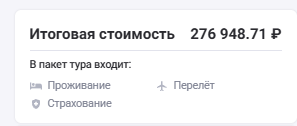 Итоговая стоимость 276 948.71 ₽
В пакет тура входит:
Проживание Перелёт
Страхование